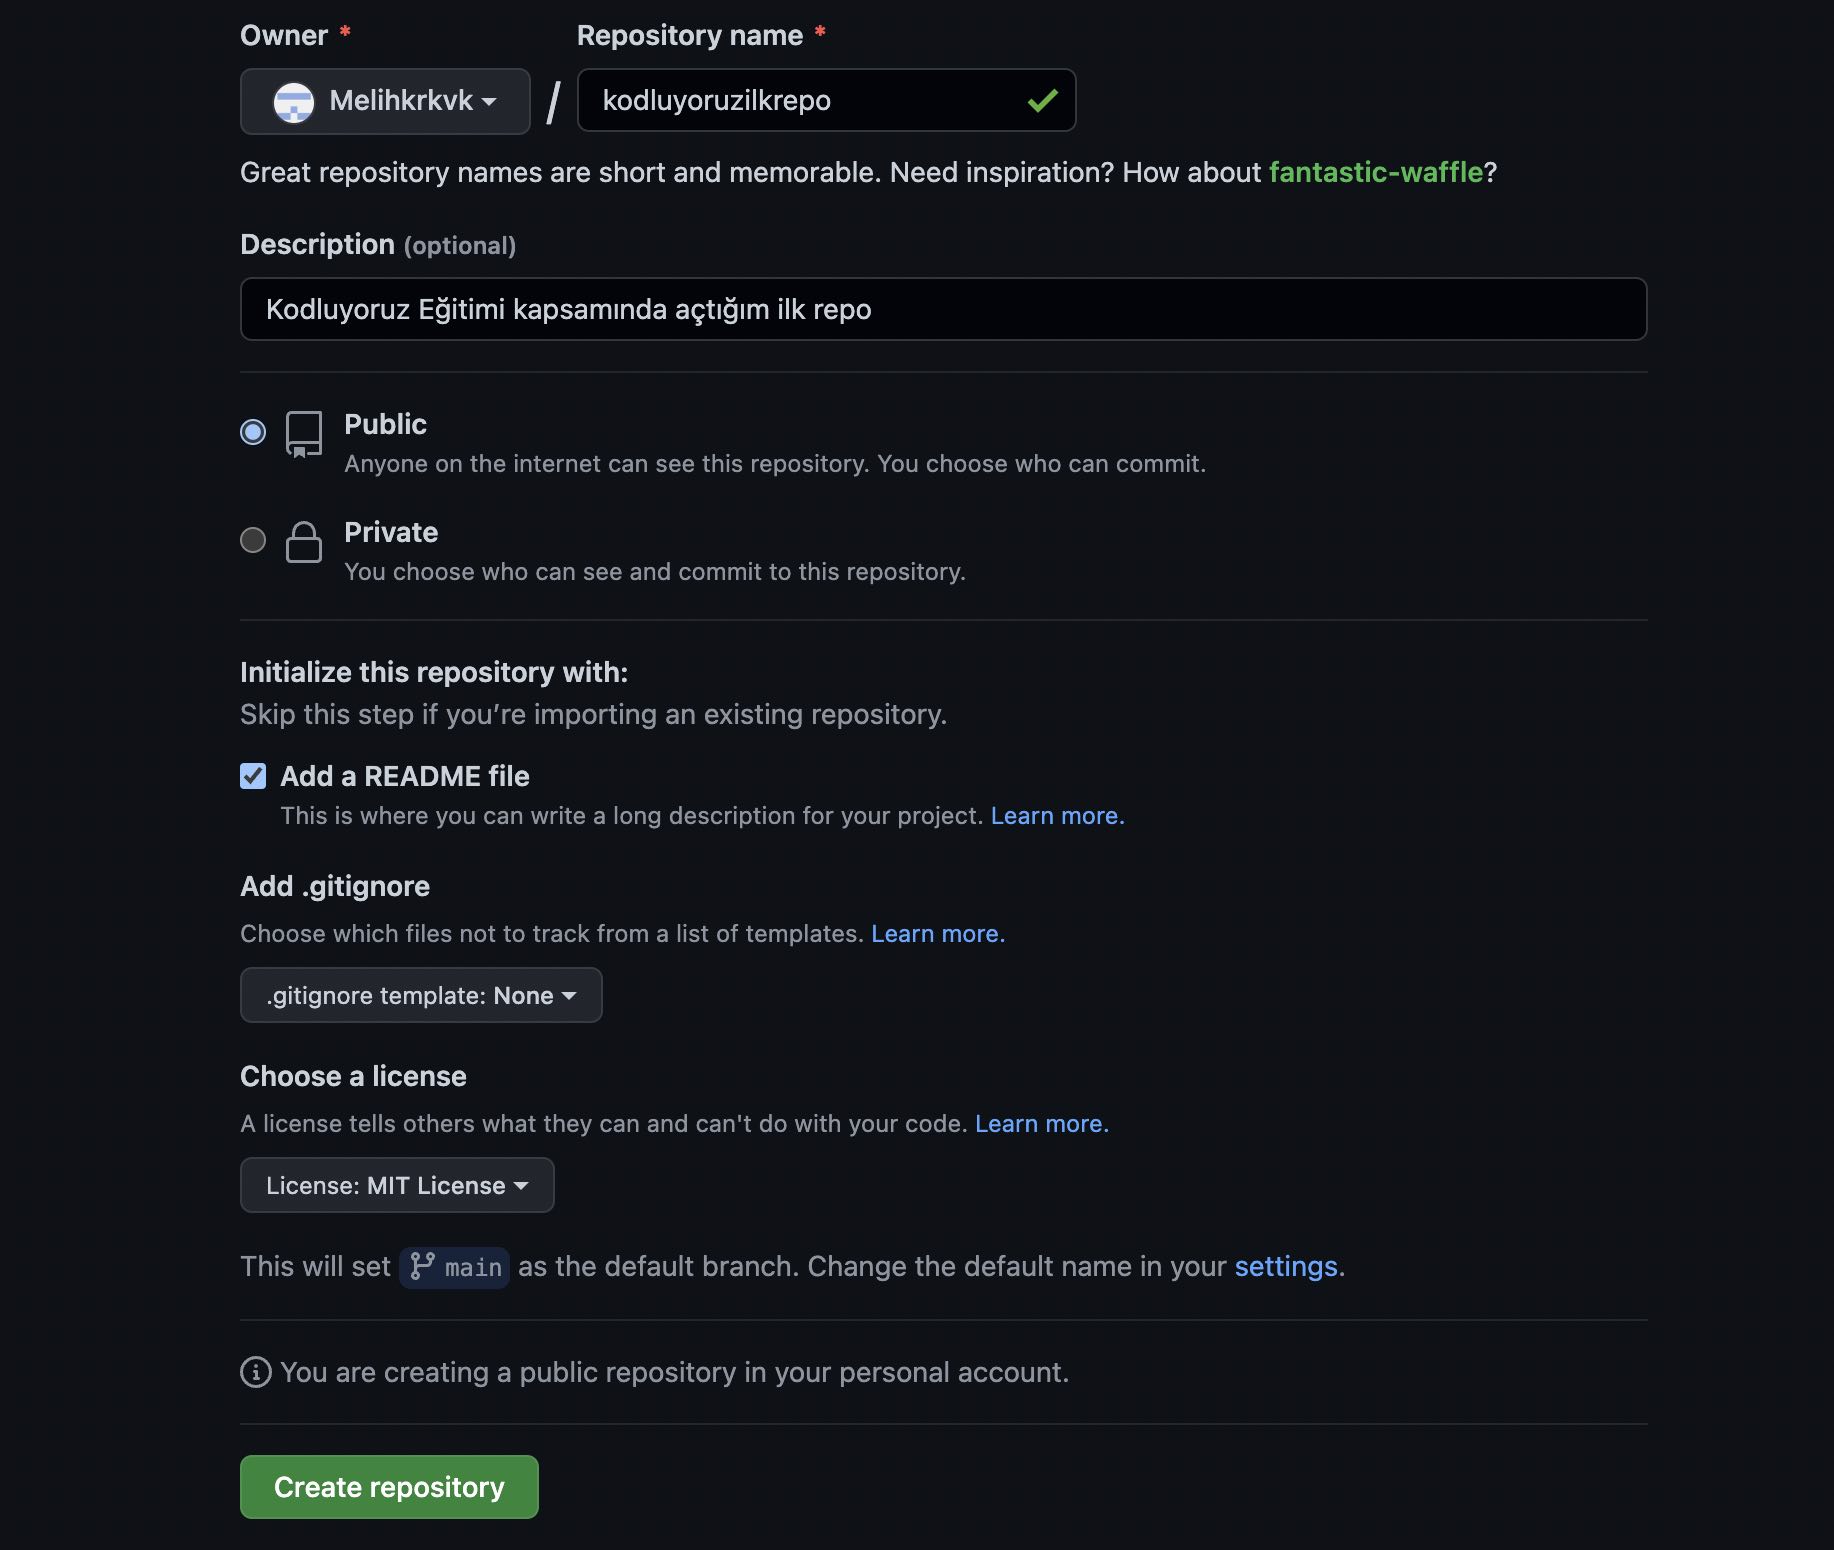 Owner * Repository name *
Melihkrkvk / kodluyoruzilkrepo
Great repository names are short and memorable. Need inspiration? How about fantastic-waffle?
Description (optional)
Kodluyoruz Eğitimi kapsamında açtığım ilk repo
Public
Anyone on the internet can see this repository. You choose who can commit.
Private
You choose who can see and commit to this repository.
Initialize this repository with:
Skip this step if you’re importing an existing repository.
Add a README file
This is where you can write a long description for your project. Learn more.
Add .gitignore
Choose which files not to track from a list of templates. Learn more.
.gitignore template: None
Choose a license
A license tells others what they can and can't do with your code. Learn more.
License: MIT License
This will set main as the default branch. Change the default name in your settings.
You are creating a public repository in your personal account.
Create repository